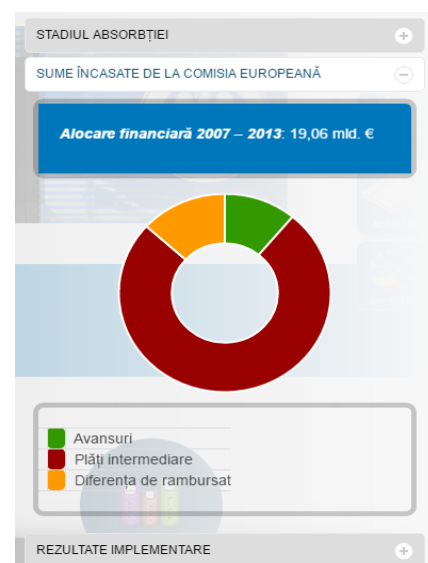 STADIUL ABSORBȚIEI
SUME ÎNCASATE DE LA COMISIA EUROPEANĂ
Alocare financiară 2007 – 2013: 19,06 mld. €
Avansuri
Plăți intermediare
Diferența de rambursat
REZULTATE IMPLEMENTARE